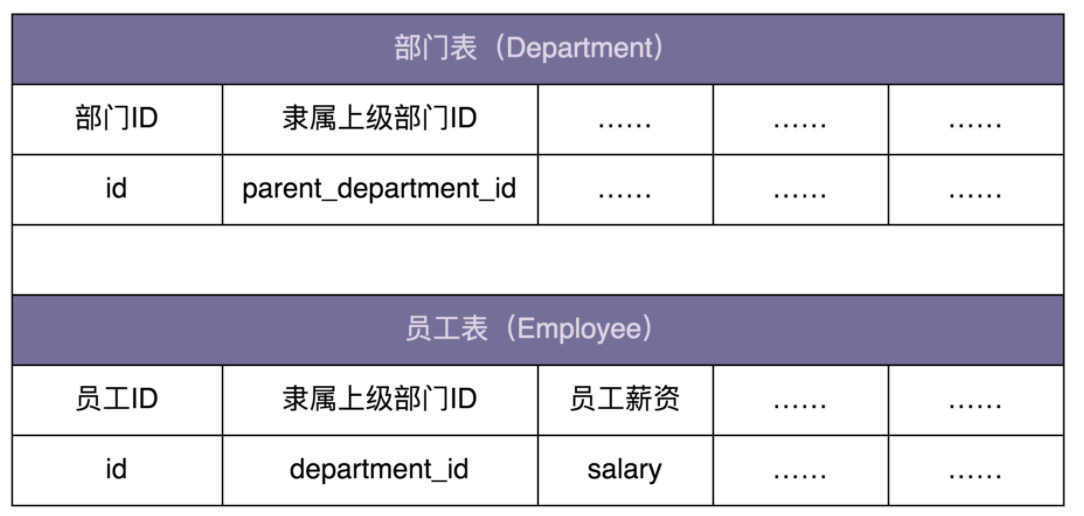 部门表（Department）
部门ID 隶属上级部门ID …… …… ……
id parent_department_id …… …… ……
员工表（Employee）
员工ID 隶属上级部门ID 员工薪资 …… ……
id department_id salary …… ……